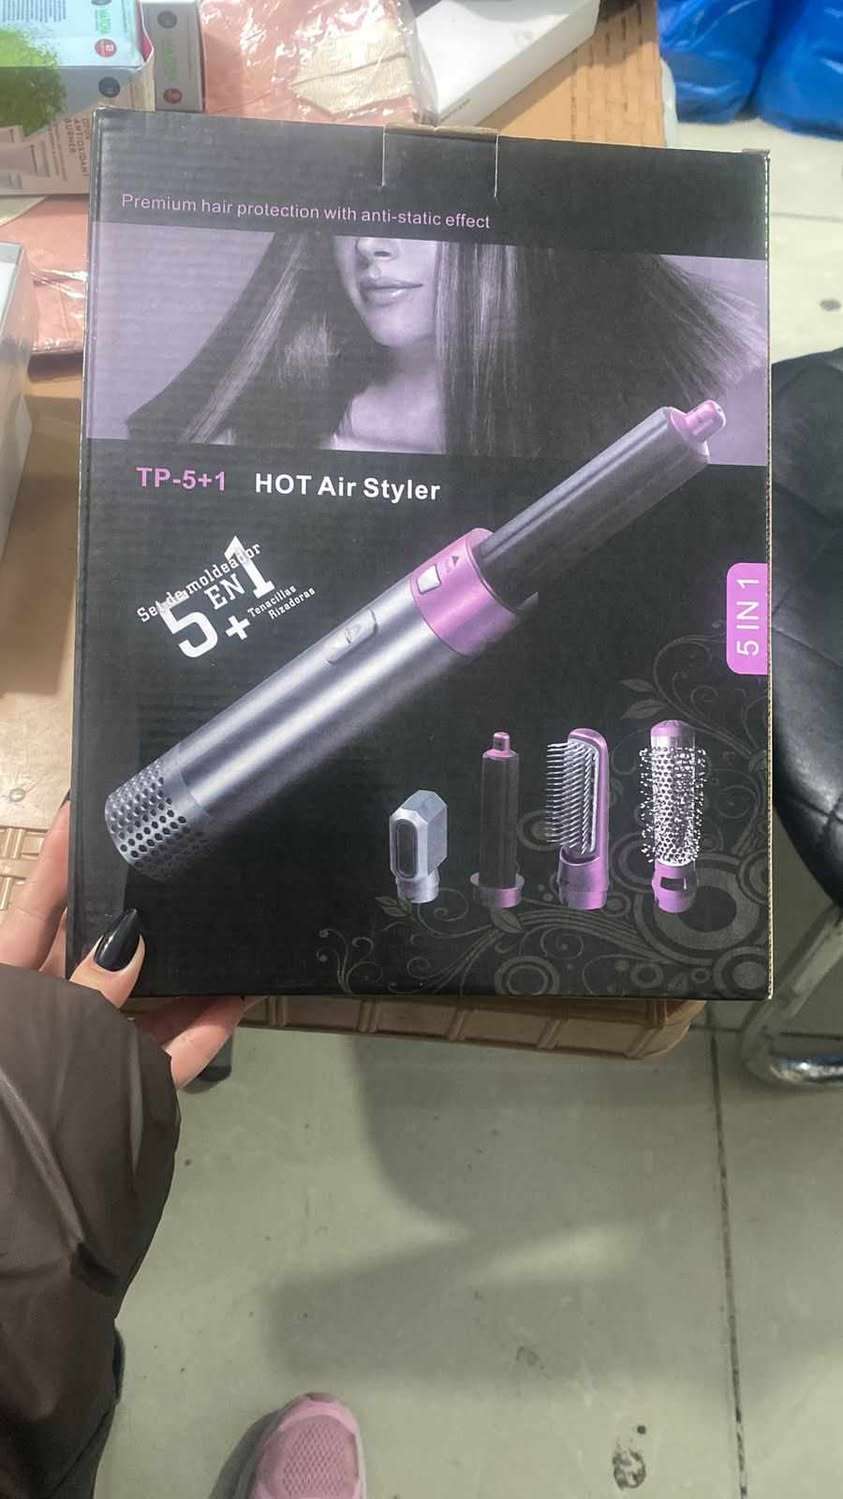 ANTIOXIDANT
Premium hair protection with anti-static effect
TP-5+1 HOT Air Styler
Set de moldeador
5 EN 1
+ Tenacillas
Rizadoras
5 IN 1